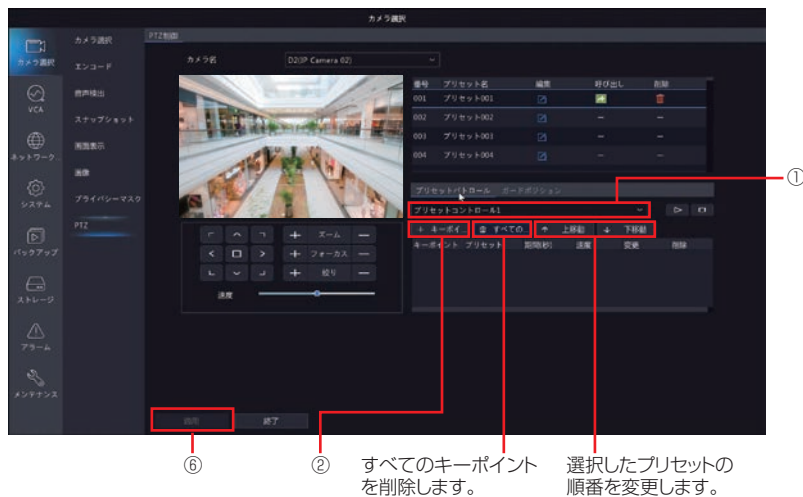 カメラ選択
カメラ選択
VCA
ネットワーク..
システム
バックアップ
ストレージ
アラーム
メンテナンス
カメラ選択
エンコード
音声検出
スナップショット
画面表示
画像
プライバシーマスク
PTZ
PTZ制御
カメラ名 D2(IP Camera 02)
番号 プリセット名 編集 呼び出し 削除
001 プリセット001
002 プリセット002 – –
003 プリセット003 – –
004 プリセット004 – –
プリセットパトロール ガードポジション
プリセットコントロール1
+ キーポイ.. すべての.. ↑ 上移動 ↓ 下移動
キーポイント プリセット 期間(秒) 速度 変更 削除
+ ズーム –
+ フォーカス –
+ 絞り –
速度
適用 終了
①
⑥
②
すべてのキーポイント
を削除します。
選択したプリセットの
順番を変更します。